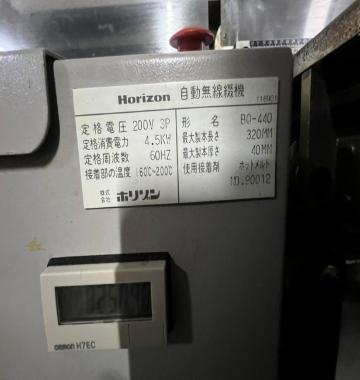 Horizon 自動無線綴機
定格電圧 200V 3P
定格消費電力 4.5KW
定格周波数 60HZ
接着部の温度 160℃~200℃
株式会社 ホリゾン
形 名 BQ-440
最大製本長さ 320MM
最大製本厚さ 40MM
使用接着剤 ホットメルト
NO.90012
OMRON H7EC